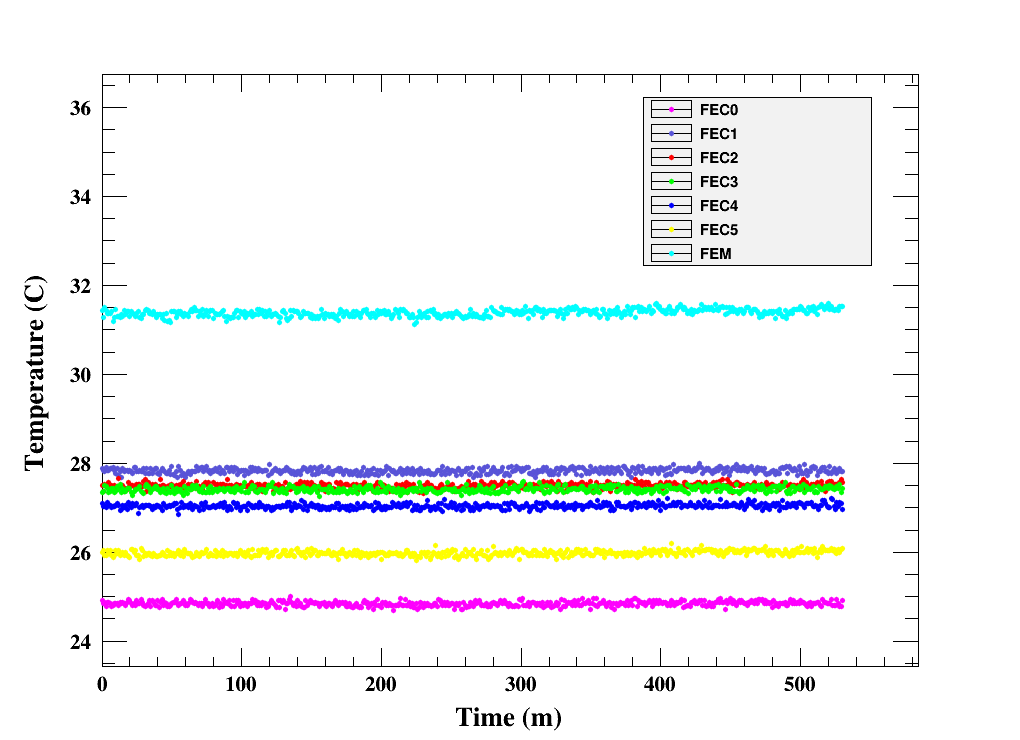 36
34
32
30
28
26
24
Temperature (C)
0 100 200 300 400 500
Time (m)
FEC0
FEC1
FEC2
FEC3
FEC4
FEC5
FEM